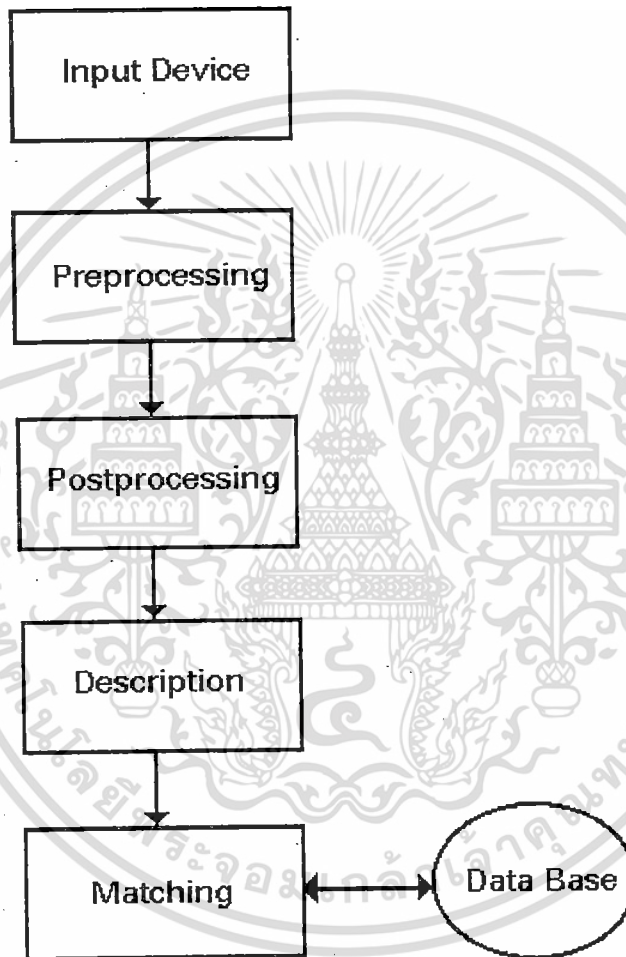 Input Device
Preprocessing
Postprocessing
Description
Matching
Data Base